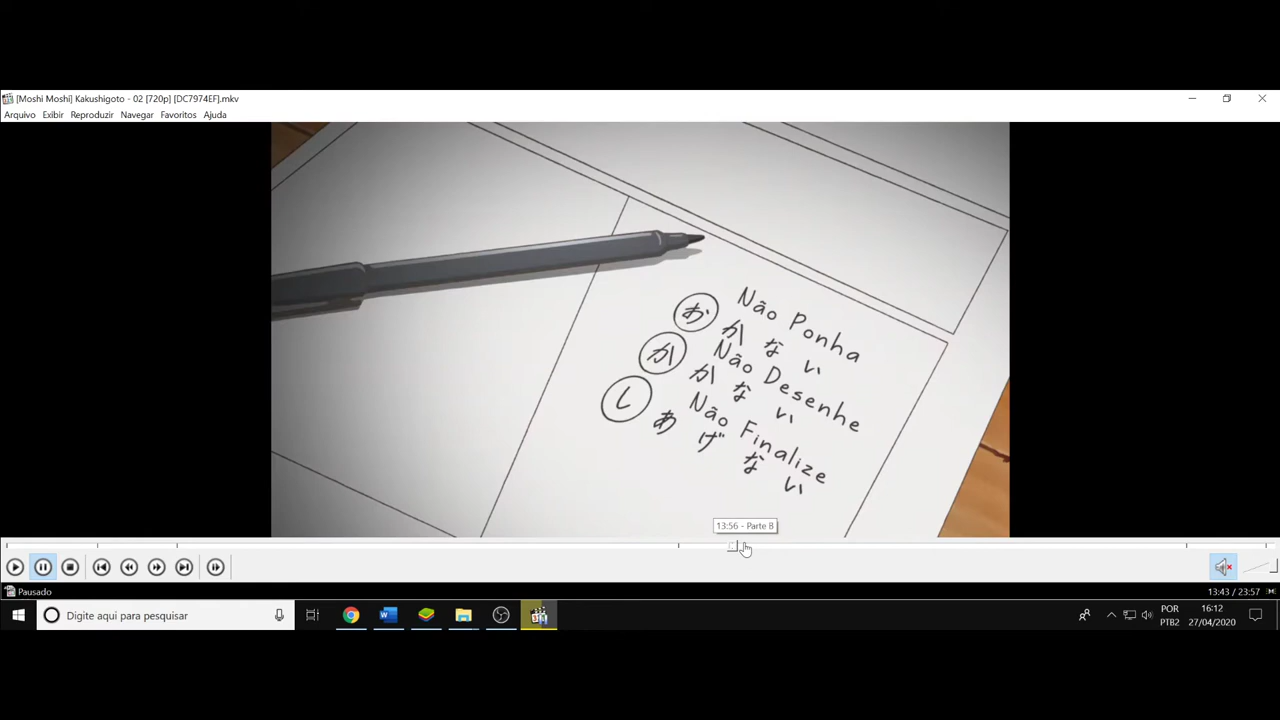 [Moshi Moshi] Kakushigoto - 02 [720p] [DC7974EF].mkv
Arquivo Exibir Reproduzir Navegar Favoritos Ajuda
Não Ponha
お かない
Não Desenhe
か かない
Não Finalize
し あげない
13:56 - Parte B
Pausado
13:43 / 23:57
Digite aqui para pesquisar
POR
PTB2
16:12
27/04/2020